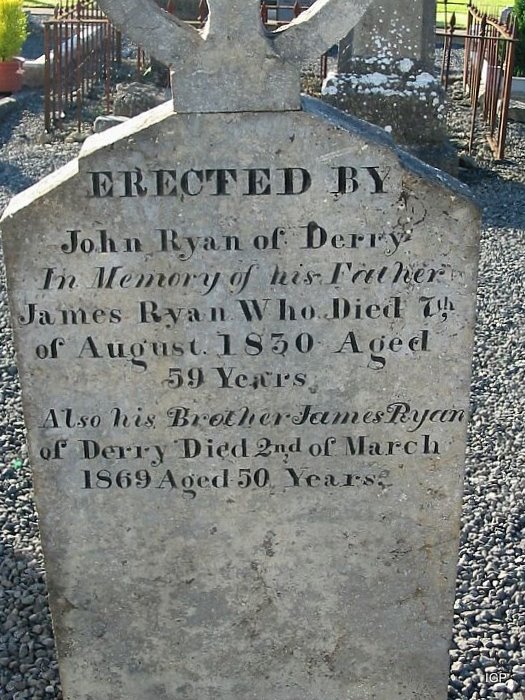 ERECTED BY
John Ryan of Derry
In Memory of his Father
James Ryan Who Died 7th
of August 1850 Aged
59 Years
Also his Brother James Ryan
of Derry Died 2nd of March
1869 Aged 50 Years
IGP